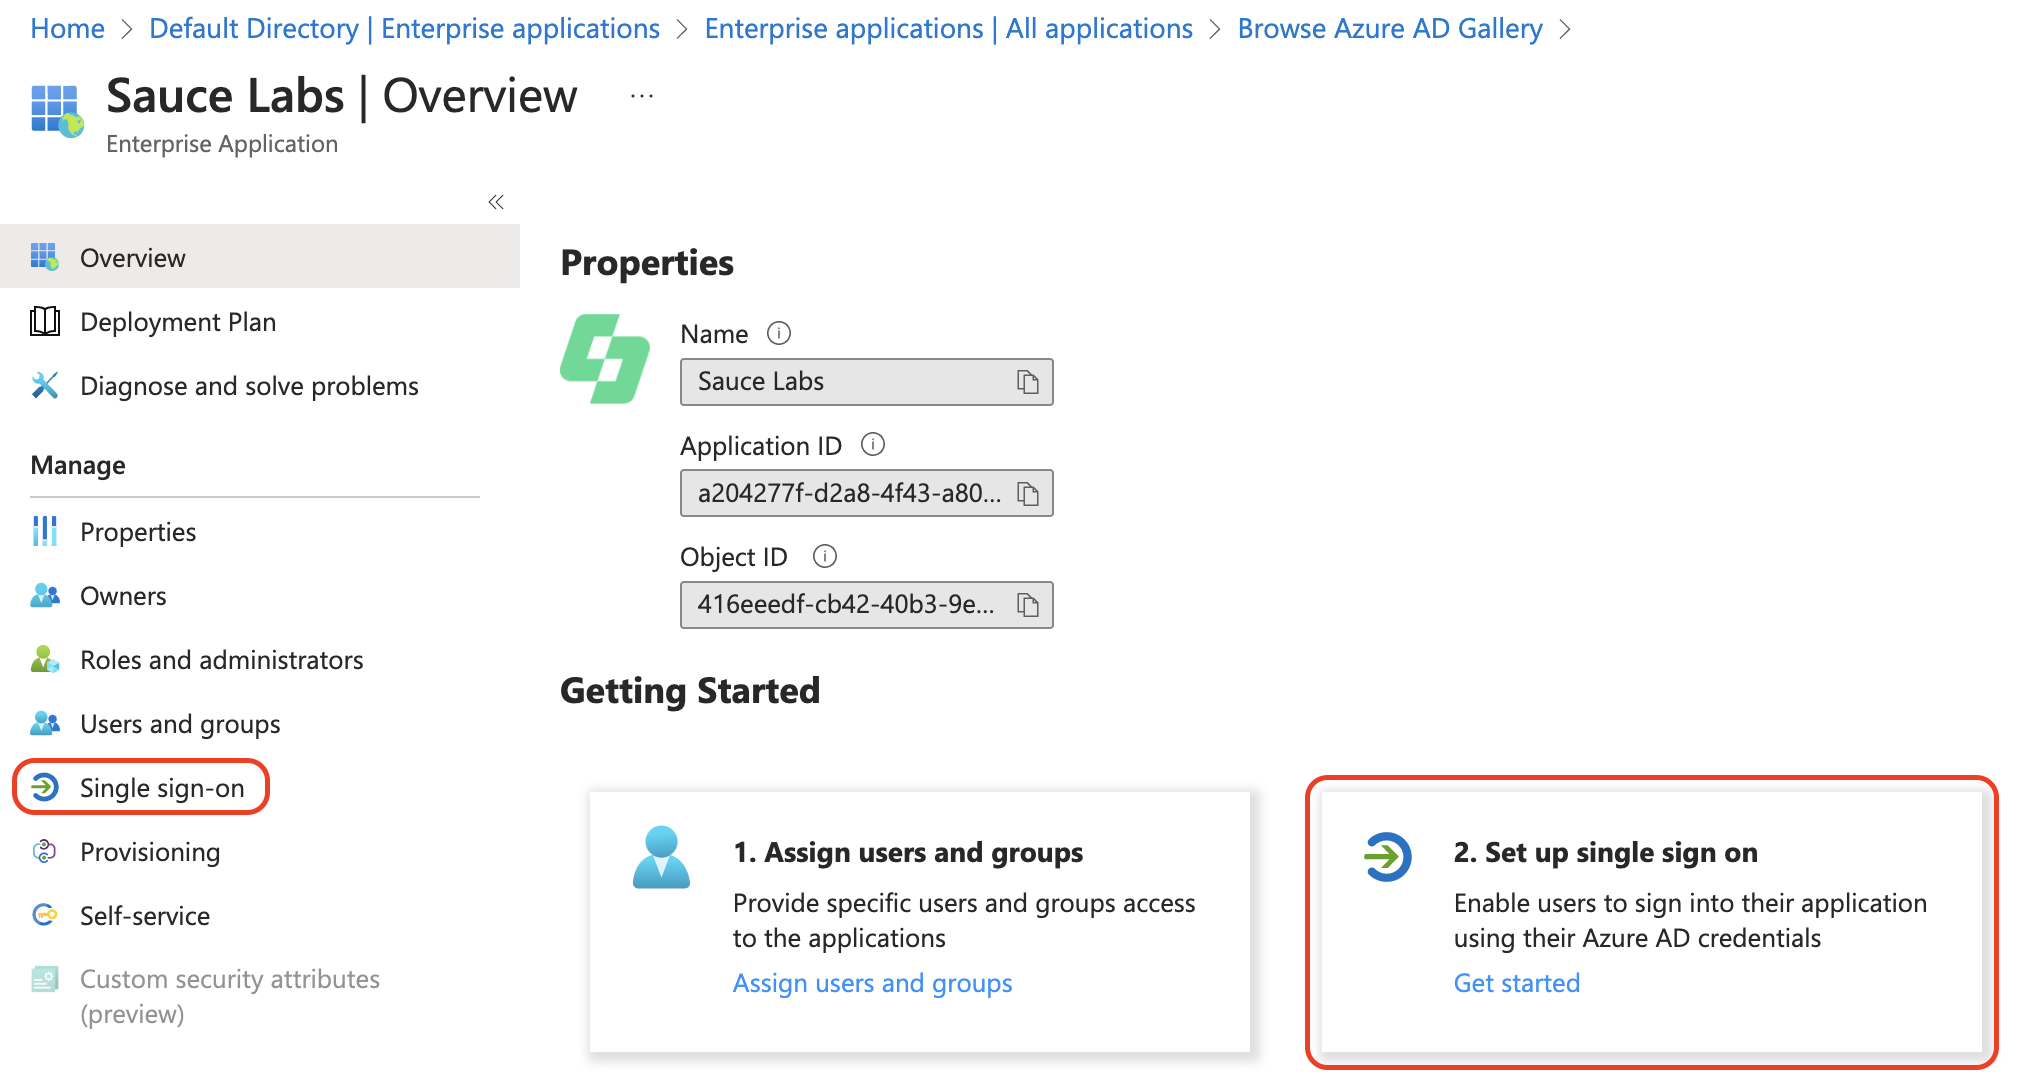 Home > Default Directory | Enterprise applications > Enterprise applications | All applications > Browse Azure AD Gallery >
Sauce Labs | Overview ...
Enterprise Application
«
Overview
Deployment Plan
Diagnose and solve problems
Manage
Properties
Owners
Roles and administrators
Users and groups
Single sign-on
Provisioning
Self-service
Custom security attributes
(preview)
Properties
Name
Sauce Labs
Application ID
a204277f-d2a8-4f43-a80...
Object ID
416eeedf-cb42-40b3-9e...
Getting Started
1. Assign users and groups
Provide specific users and groups access
to the applications
Assign users and groups
2. Set up single sign on
Enable users to sign into their application
using their Azure AD credentials
Get started